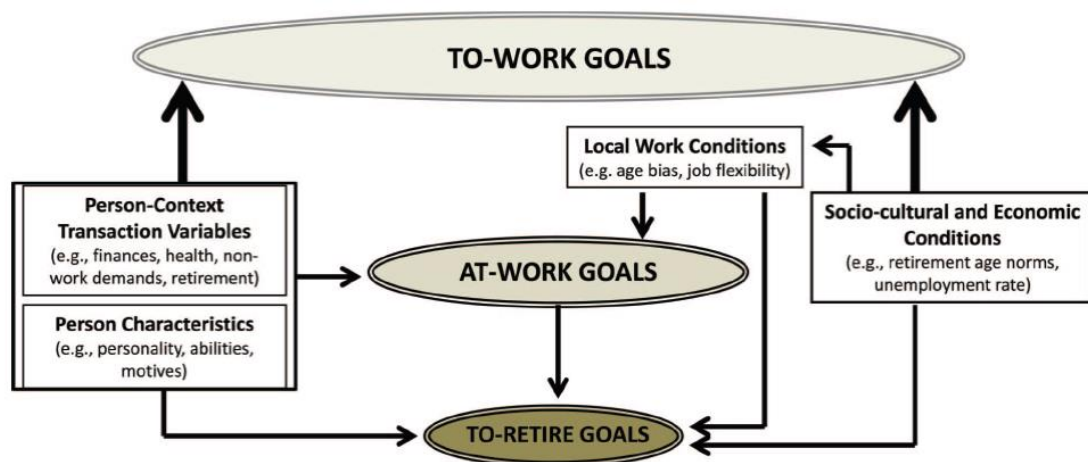 TO-WORK GOALS
Local Work Conditions
(e.g. age bias, job flexibility)
Person-Context
Transaction Variables
(e.g., finances, health, non-
work demands, retirement)
Person Characteristics
(e.g., personality, abilities,
motives)
AT-WORK GOALS
Socio-cultural and Economic
Conditions
(e.g., retirement age norms,
unemployment rate)
TO-RETIRE GOALS